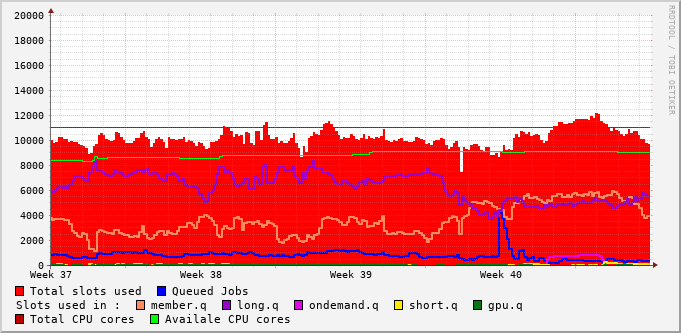 RRDTOOL / TOBI OETIKER
20000
18000
16000
14000
12000
10000
8000
6000
4000
2000
0
Week 37 Week 38 Week 39 Week 40
Total slots used Queued Jobs
Slots used in : member.q long.q ondemand.q short.q gpu.q
Total CPU cores Availale CPU cores